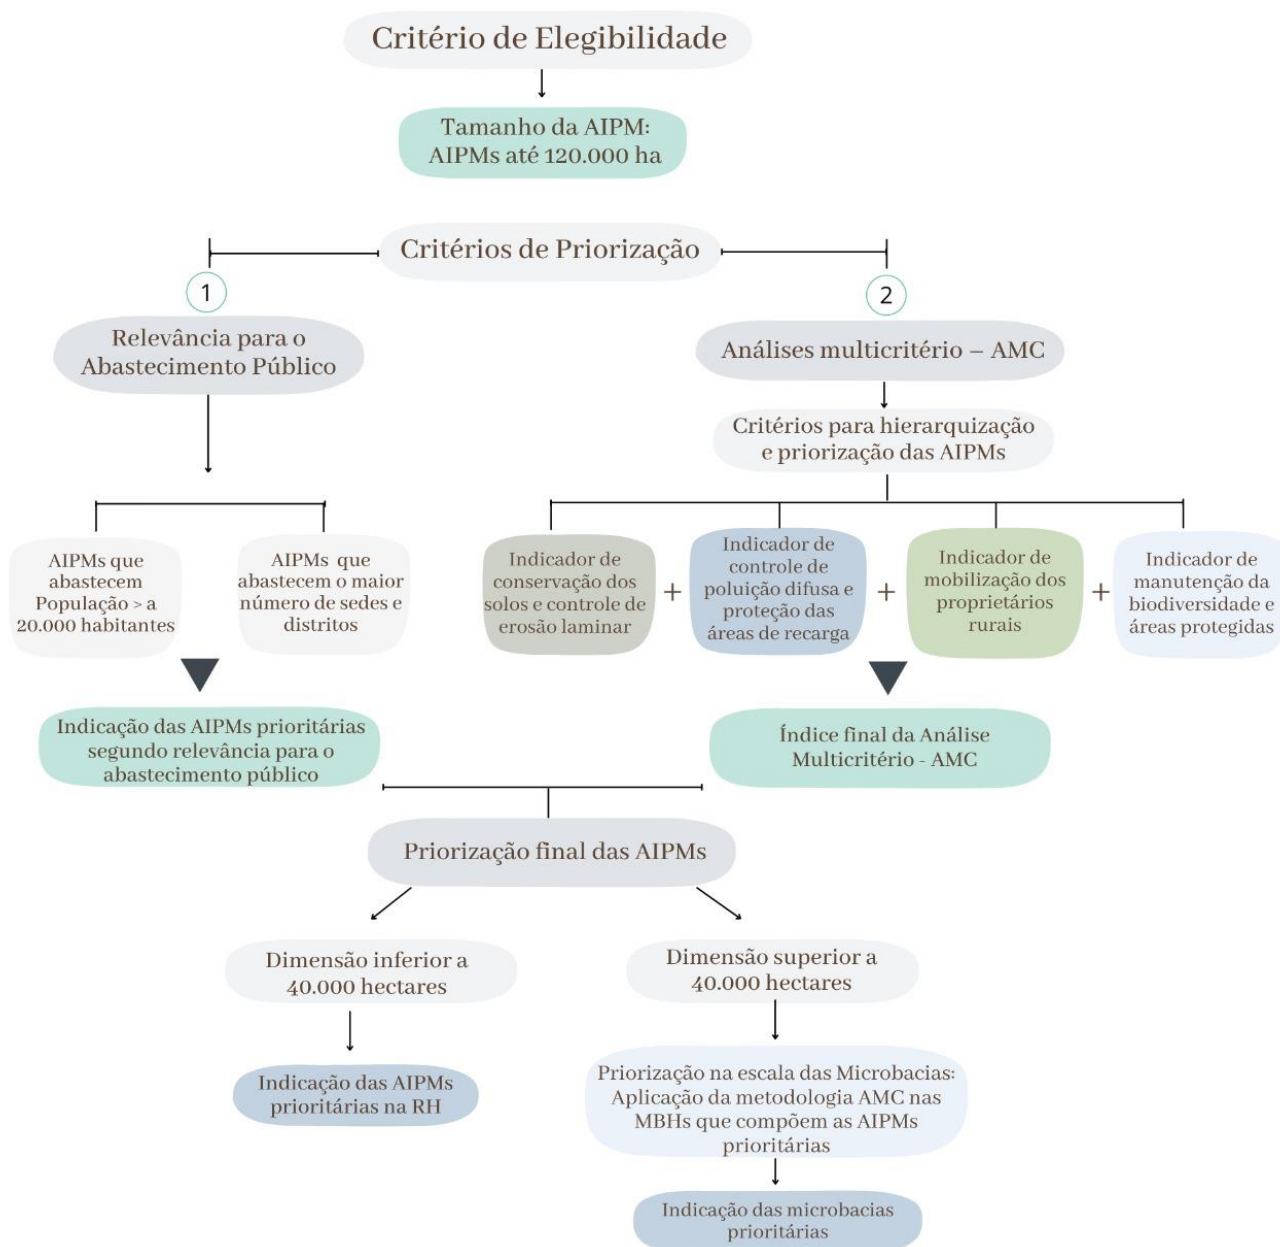 Critério de Elegibilidade
Tamanho da AIPM:
AIPMs até 120.000 ha
Critérios de Priorização
1
2
Relevância para o
Abastecimento Público
Análises multicritério – AMC
Critérios para hierarquização
e priorização das AIPMs
AIPMs que
abastecem
População > a
20.000 habitantes
AIPMs que
abastecem o maior
número de sedes e
distritos
Indicador de
conservação dos
solos e controle de
erosão laminar
+
Indicador de
controle de
poluição difusa e
proteção das
áreas de recarga
+
Indicador de
mobilização dos
proprietários
rurais
+
Indicador de
manutenção da
biodiversidade e
áreas protegidas
Indicação das AIPMs prioritárias
segundo relevância para o
abastecimento público
Índice final da Análise
Multicritério - AMC
Priorização final das AIPMs
Dimensão inferior a
40.000 hectares
Dimensão superior a
40.000 hectares
Indicação das AIPMs
prioritárias na RH
Priorização na escala das Microbacias:
Aplicação da metodologia AMC nas
MBHs que compõem as AIPMs
prioritárias
Indicação das microbacias
prioritárias